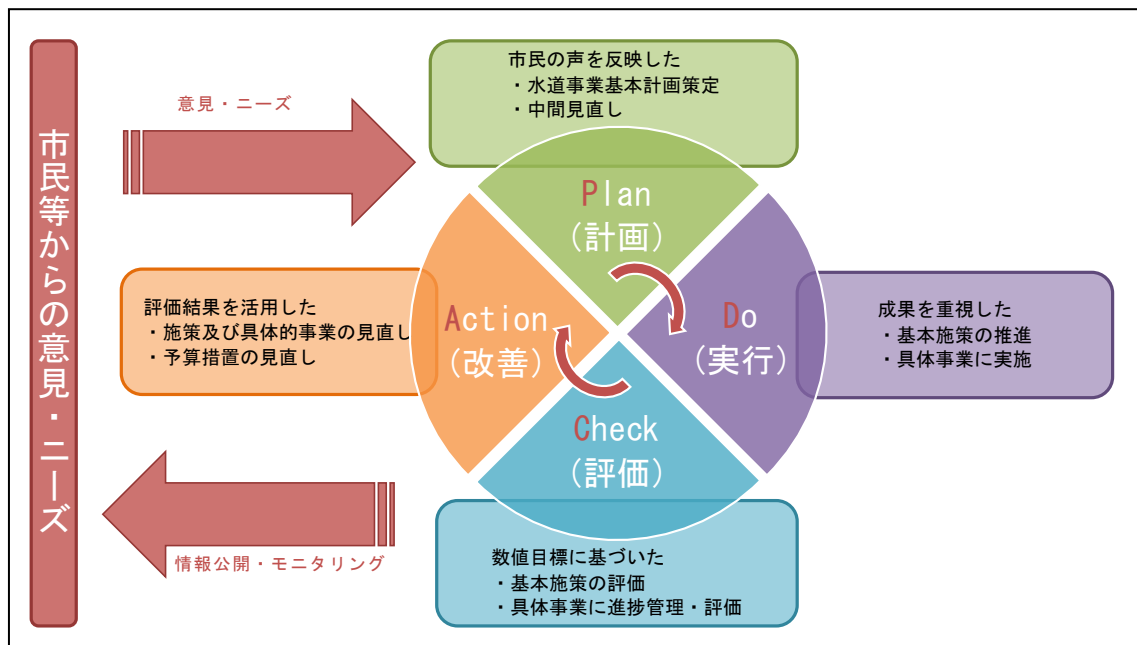 市民等からの意見・ニーズ
意見・ニーズ
市民の声を反映した
・水道事業基本計画策定
・中間見直し
Plan
(計画)
Do
(実行)
成果を重視した
・基本施策の推進
・具体事業に実施
Check
(評価)
数値目標に基づいた
・基本施策の評価
・具体事業に進捗管理・評価
Action
(改善)
評価結果を活用した
・施策及び具体的事業の見直し
・予算措置の見直し
情報公開・モニタリング